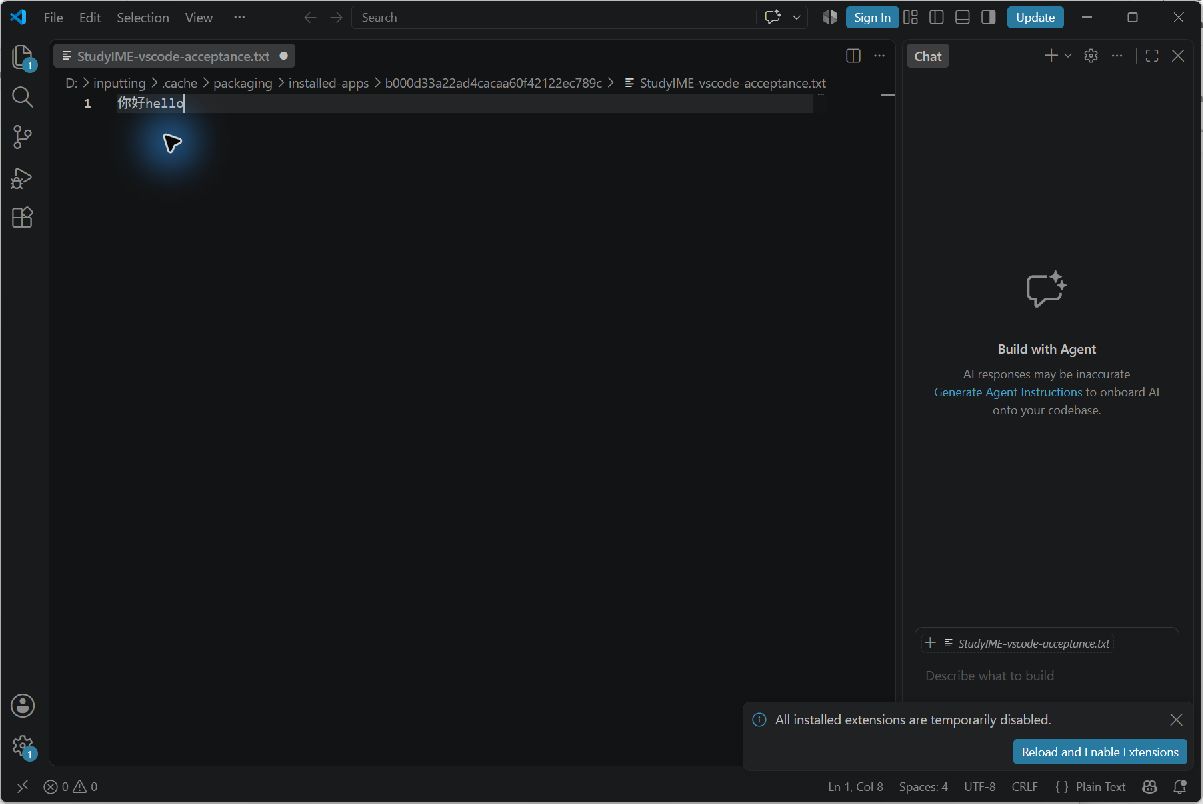 File Edit Selection View ··· Search Sign In Update
StudyIME-vscode-acceptance.txt
Chat
D: > inputting > .cache > packaging > installed-apps > b000d33a22ad4cacaa60f42122ec789c > StudyIME-vscode-acceptance.txt
1 你好hello
1
Build with Agent
AI responses may be inaccurate
Generate Agent Instructions to onboard AI
onto your codebase.
StudyIME-vscode-acceptance.txt
Describe what to build
All installed extensions are temporarily disabled.
Reload and Enable Extensions
1
0 0 Ln 1, Col 8 Spaces: 4 UTF-8 CRLF { } Plain Text